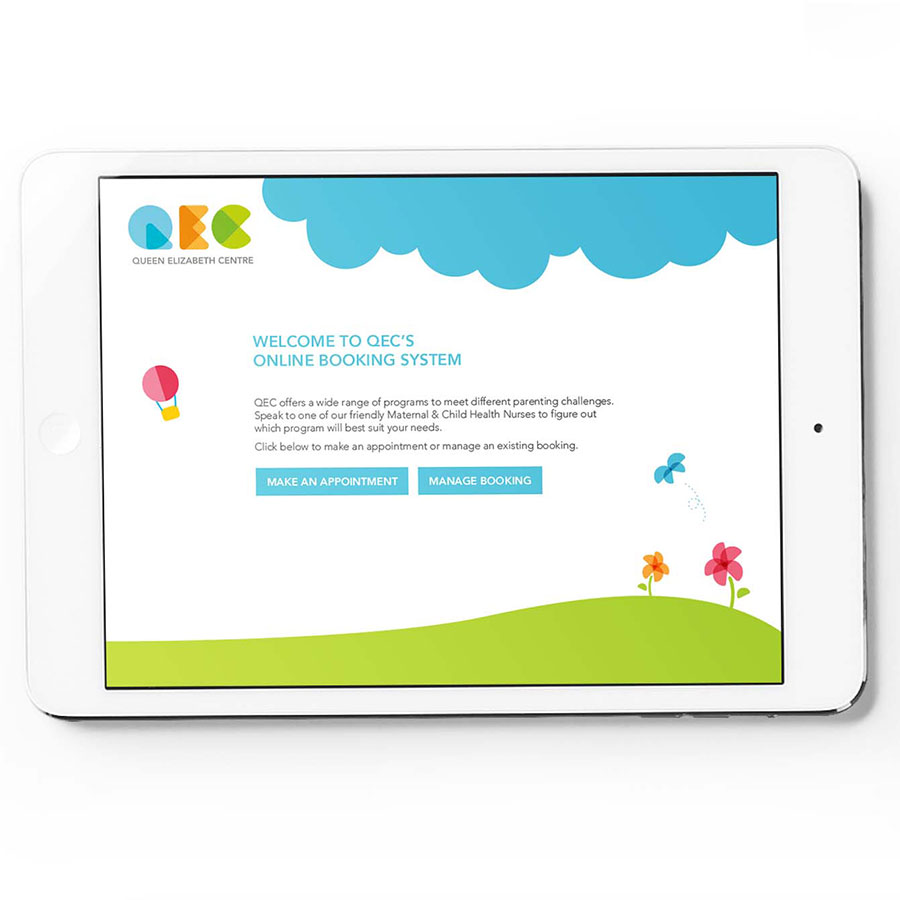 QEC
QUEEN ELIZABETH CENTRE
WELCOME TO QEC'S
ONLINE BOOKING SYSTEM
QEC offers a wide range of programs to meet different parenting challenges.
Speak to one of our friendly Maternal & Child Health Nurses to figure out
which program will best suit your needs.
Click below to make an appointment or manage an existing booking.
MAKE AN APPOINTMENT
MANAGE BOOKING